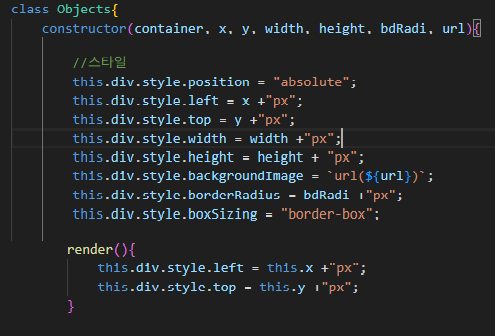 class Objects{
constructor(container, x, y, width, height, bdRadi, url){
//스타일
this.div.style.position = "absolute";
this.div.style.left = x +"px";
this.div.style.top = y +"px";
this.div.style.width = width +"px";
this.div.style.height = height + "px";
this.div.style.backgroundImage = `url(${url})`;
this.div.style.borderRadius = bdRadi +"px";
this.div.style.boxSizing = "border-box";
render(){
this.div.style.left = this.x +"px";
this.div.style.top = this.y +"px";
}